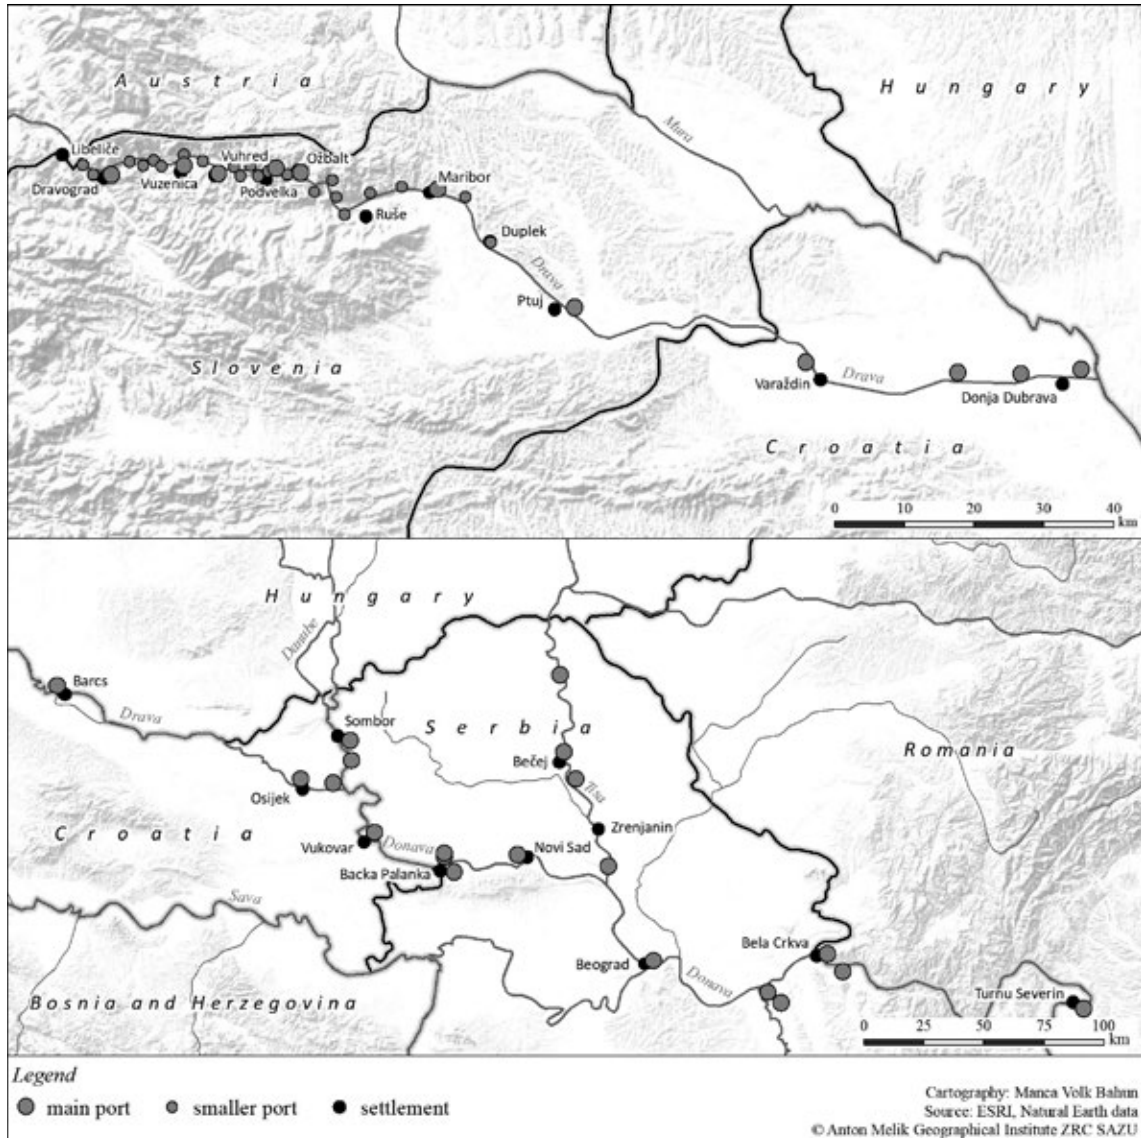 Austria
Hungary
Mura
Libeliče
Vuhred
Ožbalt
Dravograd
Vuzenica
Podvelka
Maribor
Ruše
Duplek
Drava
Ptuj
Slovenia
Varaždin
Drava
Donja Dubrava
Croatia
0 10 20 30 40
km
Hungary
Danube
Barcs
Drava
Sombor
Serbia
Romania
Bečej
Tisa
Osijek
Croatia
Vukovar
Donava
Zrenjanin
Novi Sad
Backa Palanka
Sava
Bela Crkva
Beograd
Donava
Turnu Severin
Bosnia and Herzegovina
0 25 50 75 100
km
Legend
main port smaller port settlement
Cartography: Manca Volk Bahun
Source: ESRI, Natural Earth data
© Anton Melik Geographical Institute ZRC SAZU